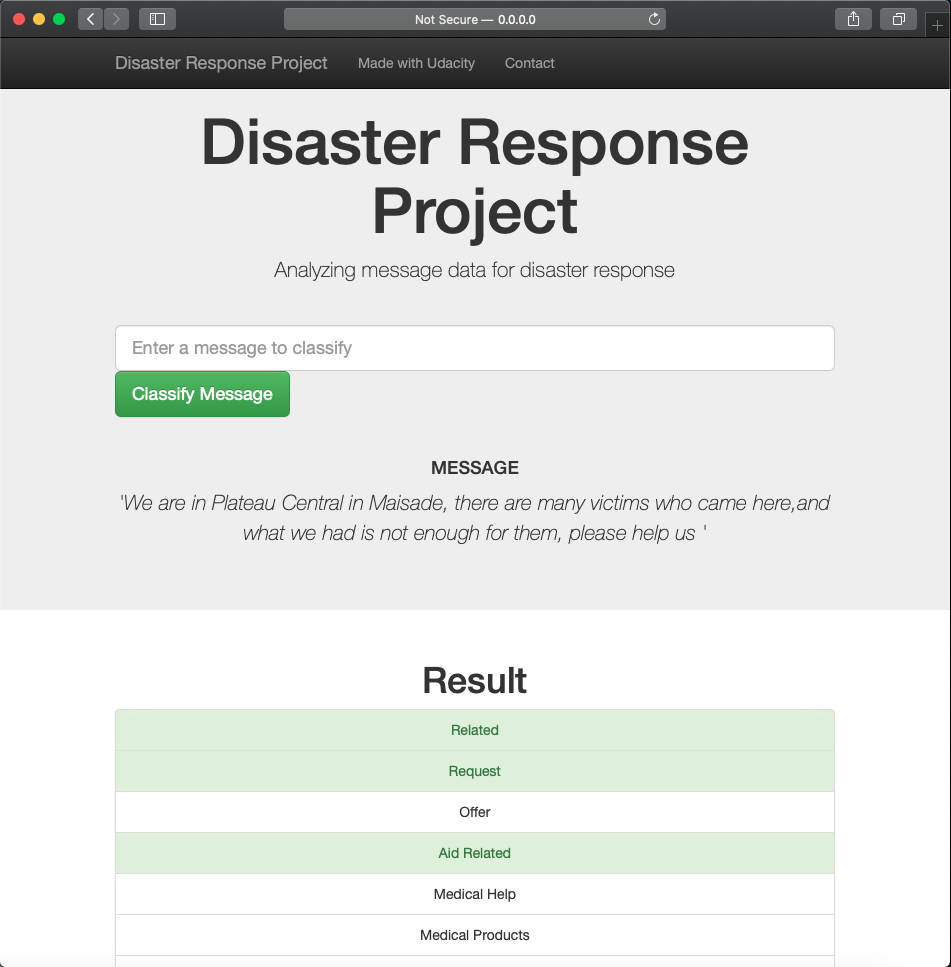 Not Secure — 0.0.0.0
Disaster Response Project Made with Udacity Contact
Disaster Response
Project
Analyzing message data for disaster response
Enter a message to classify
Classify Message
MESSAGE
'We are in Plateau Central in Maisade, there are many victims who came here,and
what we had is not enough for them, please help us '
Result
Related
Request
Offer
Aid Related
Medical Help
Medical Products